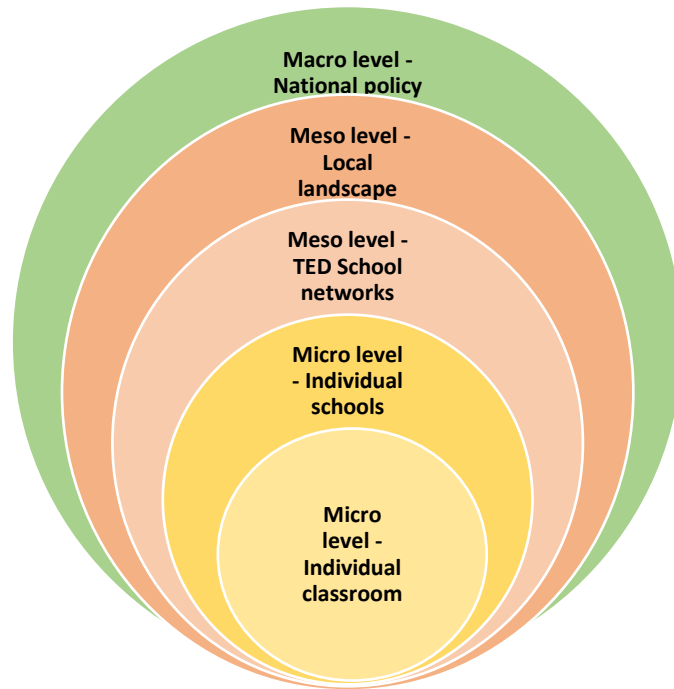 Macro level -
National policy
Meso level -
Local
landscape
Meso level -
TED School
networks
Micro level
- Individual
schools
Micro
level -
Individual
classroom